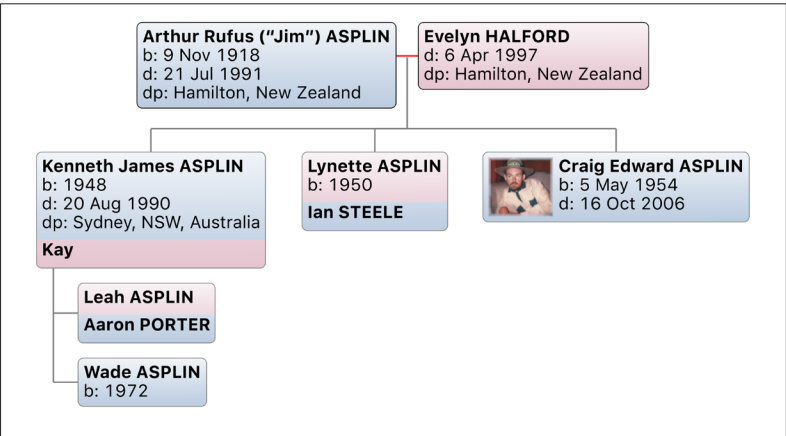 Arthur Rufus (“Jim”) ASPLIN
b: 9 Nov 1918
d: 21 Jul 1991
dp: Hamilton, New Zealand
Evelyn HALFORD
d: 6 Apr 1997
dp: Hamilton, New Zealand
Kenneth James ASPLIN
b: 1948
d: 20 Aug 1990
dp: Sydney, NSW, Australia
Kay
Lynette ASPLIN
b: 1950
Ian STEELE
Craig Edward ASPLIN
b: 5 May 1954
d: 16 Oct 2006
Leah ASPLIN
Aaron PORTER
Wade ASPLIN
b: 1972